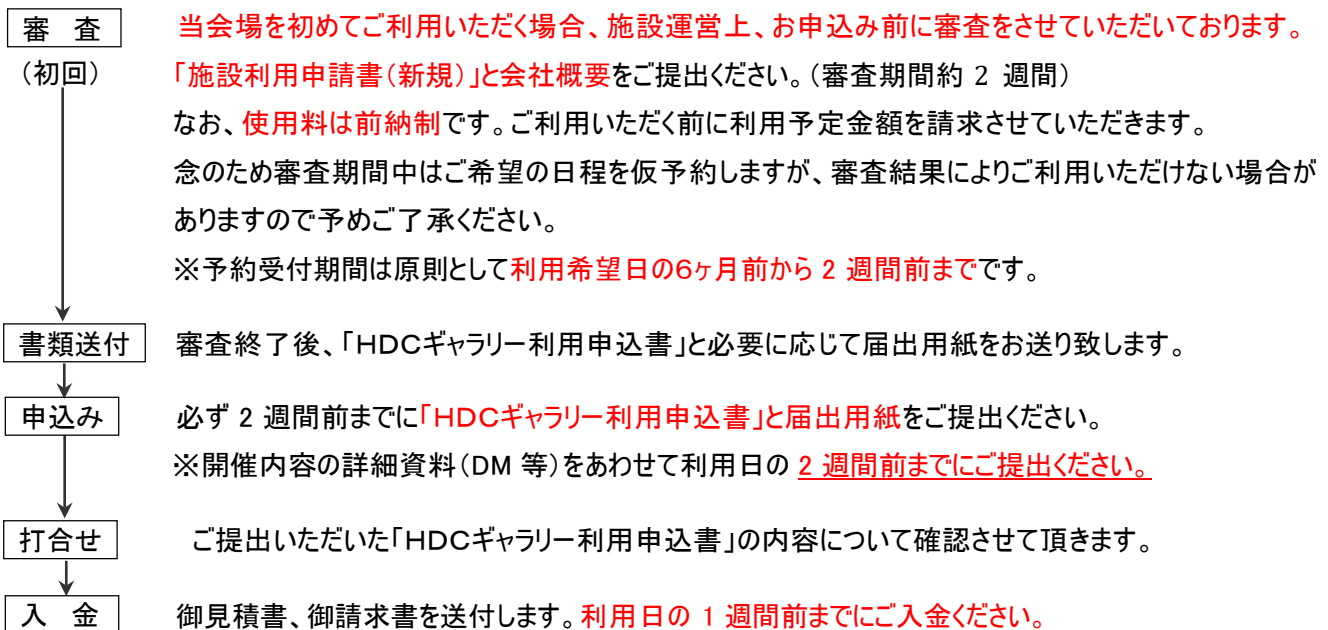 審　査　当会場を初めてご利用いただく場合、施設運営上、お申込み前に審査をさせていただいております。
（初回）　「施設利用申請書（新規）」と会社概要をご提出ください。（審査期間約 2 週間）
なお、使用料は前納制です。ご利用いただく前に利用予定金額を請求させていただきます。
念のため審査期間中はご希望の日程を仮予約しますが、審査結果によりご利用いただけない場合が
ありますので予めご了承ください。
※予約受付期間は原則として利用希望日の６ヶ月前から 2 週間前までです。
書類送付　審査終了後、「ＨＤＣギャラリー利用申込書」と必要に応じて届出用紙をお送り致します。
申込み　必ず 2 週間前までに「ＨＤＣギャラリー利用申込書」と届出用紙をご提出ください。
※開催内容の詳細資料（DM 等）をあわせて利用日の 2 週間前までにご提出ください。
打合せ　ご提出いただいた「ＨＤＣギャラリー利用申込書」の内容について確認させて頂きます。
入　金　御見積書、御請求書を送付します。利用日の 1 週間前までにご入金ください。